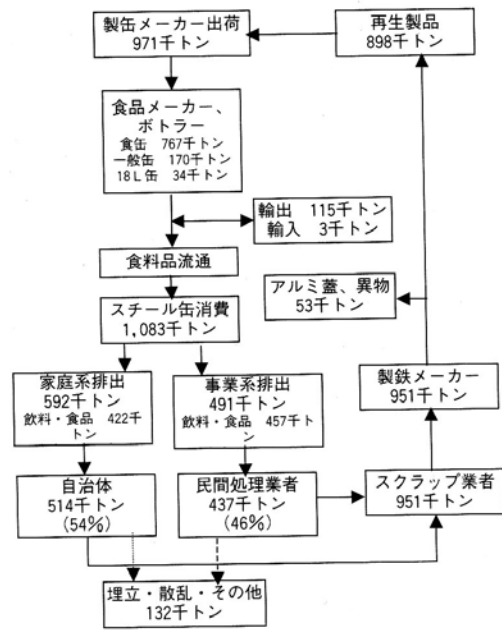 製缶メーカー出荷
971千トン
再生製品
898千トン
食品メーカー、
ボトラー
食缶 767千トン
一般缶 170千トン
18L缶 34千トン
輸出 115千トン
輸入 3千トン
食料品流通
アルミ蓋、異物
53千トン
スチール缶消費
1,083千トン
家庭系排出
592千トン
飲料・食品 422千
トン
事業系排出
491千トン
飲料・食品 457千ト
ン
製鉄メーカー
951千トン
自治体
514千トン
(54%)
民間処理業者
437千トン
(46%)
スクラップ業者
951千トン
埋立・散乱・その他
132千トン